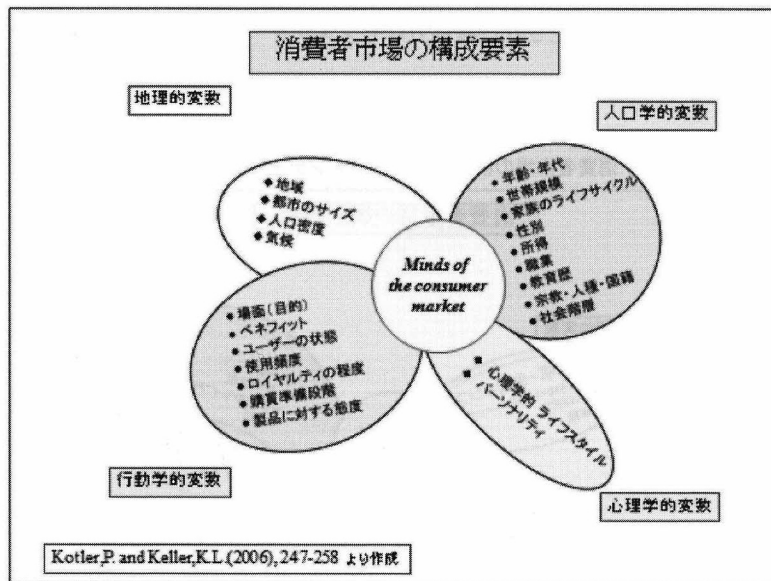 消費者市場の構成要素
地理的変数
人口学的変数
◆地域
◆都市のサイズ
◆人口密度
◆気候
●年齢・年代
●世帯規模
●家族のライフサイクル
●性別
●所得
●職業
●教育歴
●宗教・人種・国籍
●社会階層
Minds of
the consumer
market
●場面(目的)
●ベネフィット
●ユーザーの状態
●使用頻度
●ロイヤルティの程度
●購買準備段階
●製品に対する態度
■心理学的 ライフスタイル
■パーソナリティ
行動学的変数
心理学的変数
Kotler,P. and Keller,K.L.(2006), 247-258 より作成